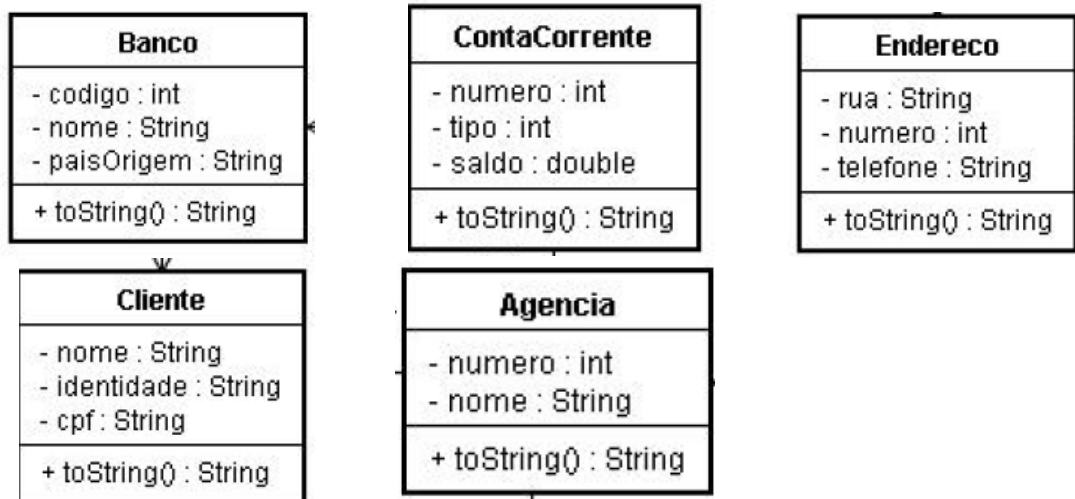 Banco
- codigo : int
- nome : String
- paisOrigem : String
+ toString() : String
ContaCorrente
- numero : int
- tipo : int
- saldo : double
+ toString() : String
Endereco
- rua : String
- numero : int
- telefone : String
+ toString() : String
Cliente
- nome : String
- identidade : String
- cpf : String
+ toString() : String
Agencia
- numero : int
- nome : String
+ toString() : String